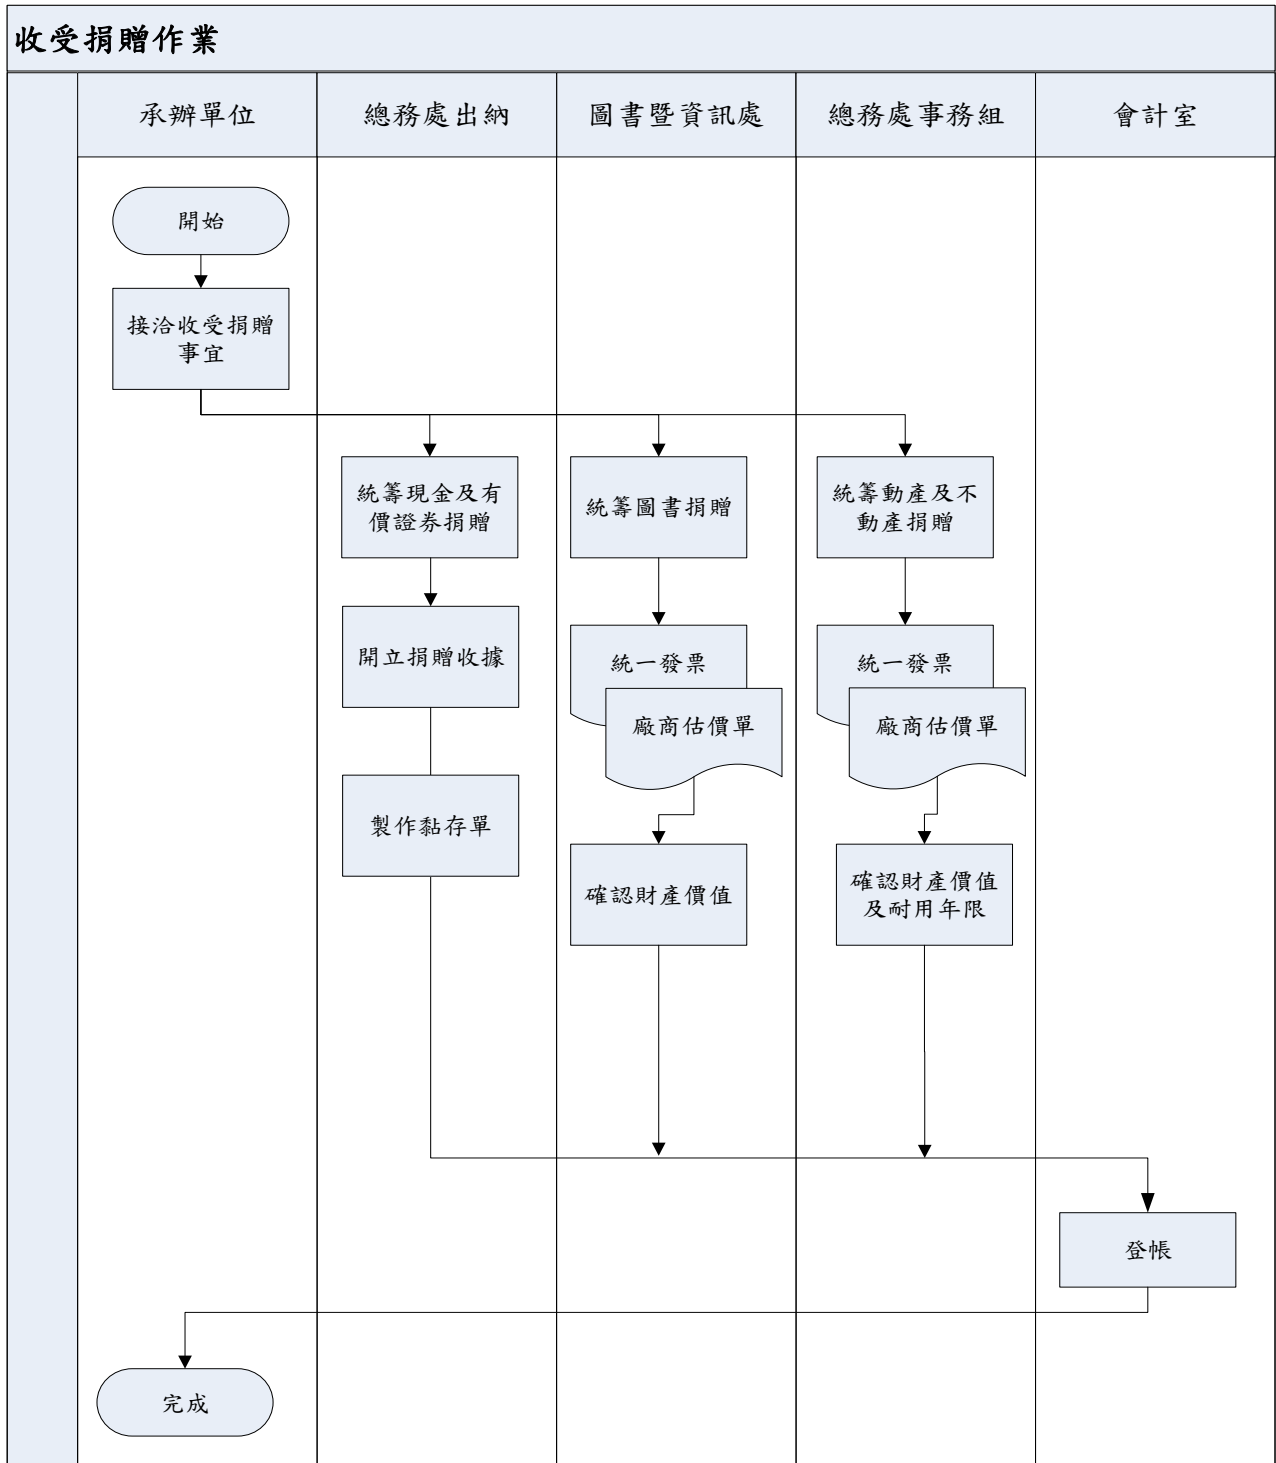 收受捐贈作業
承辦單位
總務處出納
圖書暨資訊處
總務處事務組
會計室
開始
接洽收受捐贈
事宜
統籌現金及有
價證券捐贈
統籌圖書捐贈
統籌動產及不
動產捐贈
開立捐贈收據
統一發票
廠商估價單
統一發票
廠商估價單
製作黏存單
確認財產價值
確認財產價值
及耐用年限
登帳
完成